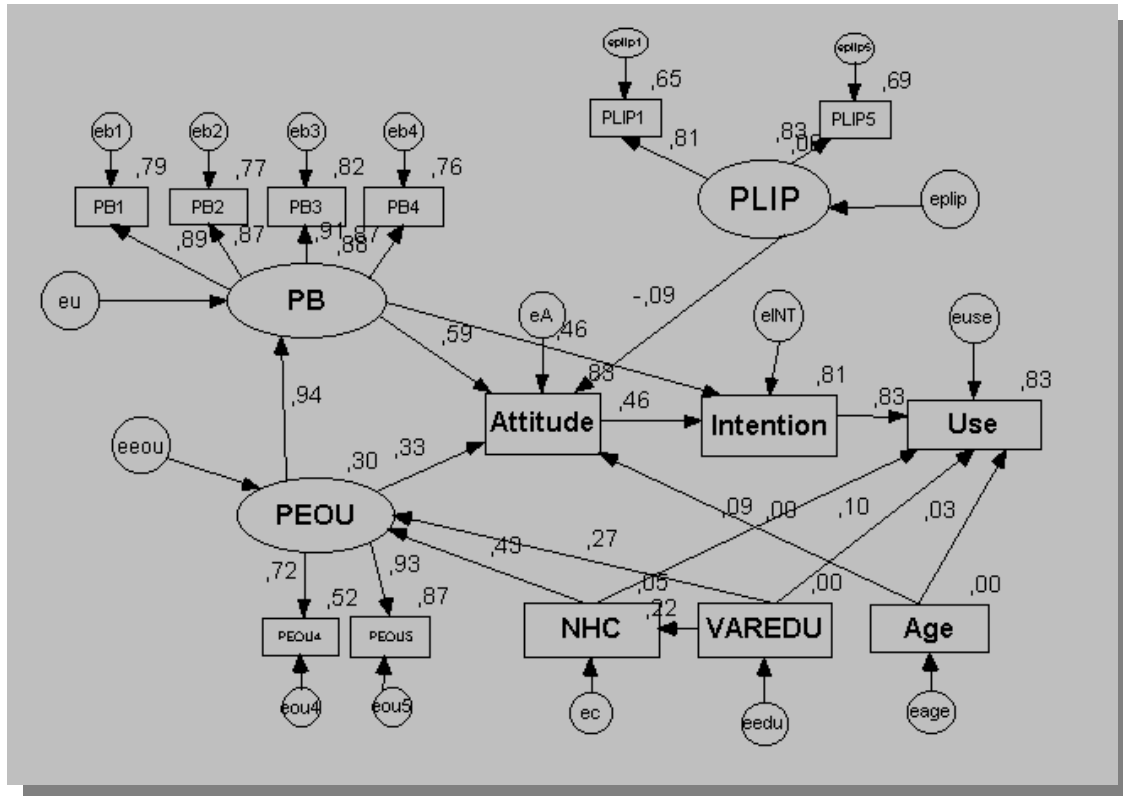 eplip1
eplip5
,65
,69
PLIP1
PLIP5
,81
,83
PLIP
eplip
eb1
eb2
eb3
eb4
,79
,77
,82
,76
PB1
PB2
PB3
PB4
,89
,87
,91
,87
,88
eu
PB
-,09
eA
eINT
euse
,59
,46
,88
,81
,83
,83
,46
Attitude
Intention
Use
,94
eeou
,30
,33
PEOU
,09
,08
,10
,03
,43
,27
,72
,93
,52
,87
,05
,00
,00
,22
PEOU4
PEOU5
NHC
VAREDU
Age
eou4
eou5
ec
eedu
eage